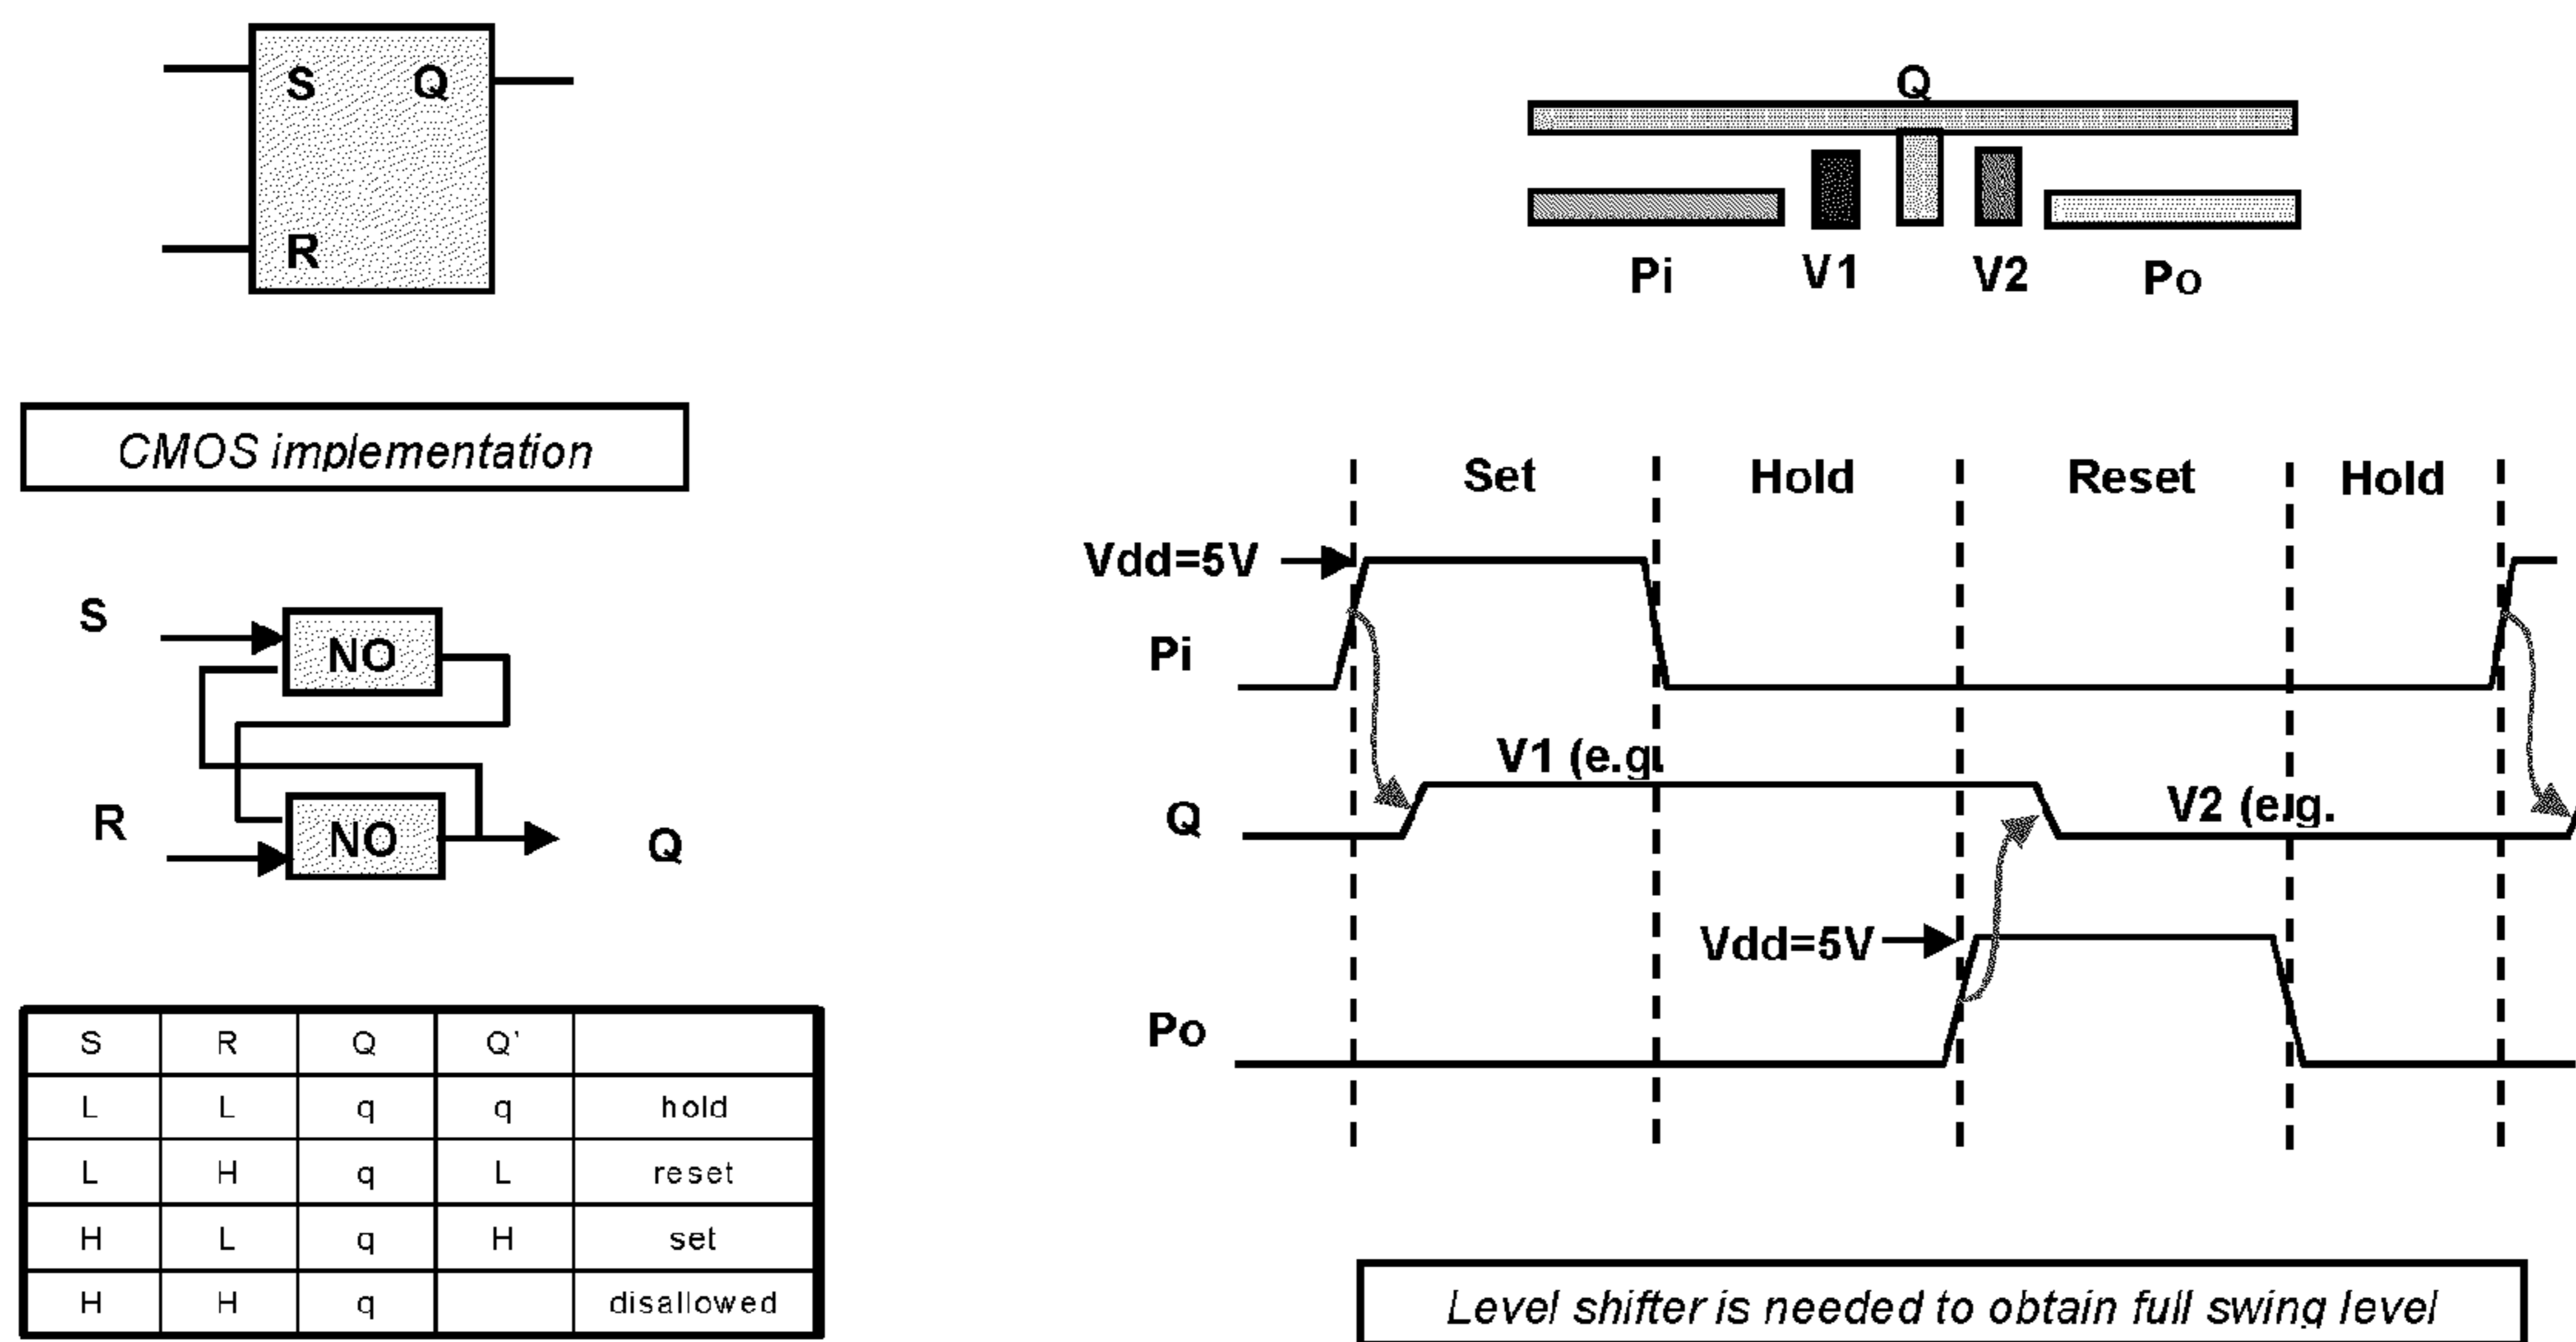 S Q
R
CMOS implementation
S
NO
R
NO
Q
S R Q Q'
L L q q hold
L H q L reset
H L q H set
H H q disallowed
Q
Pi V1 V2 Po
Set Hold Reset Hold
Vdd=5V
Pi
V1 (e.g.
Q
V2 (e.g.
Vdd=5V
Po
Level shifter is needed to obtain full swing level